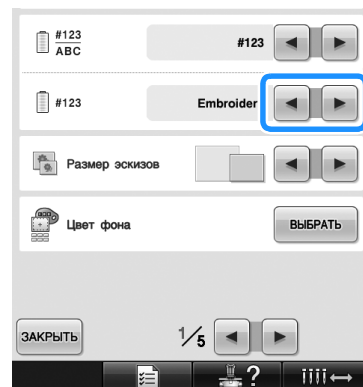 #123
ABC
#123
#123
Embroider
Размер эскизов
Цвет фона
ВЫБРАТЬ
ЗАКРЫТЬ
1/5
?